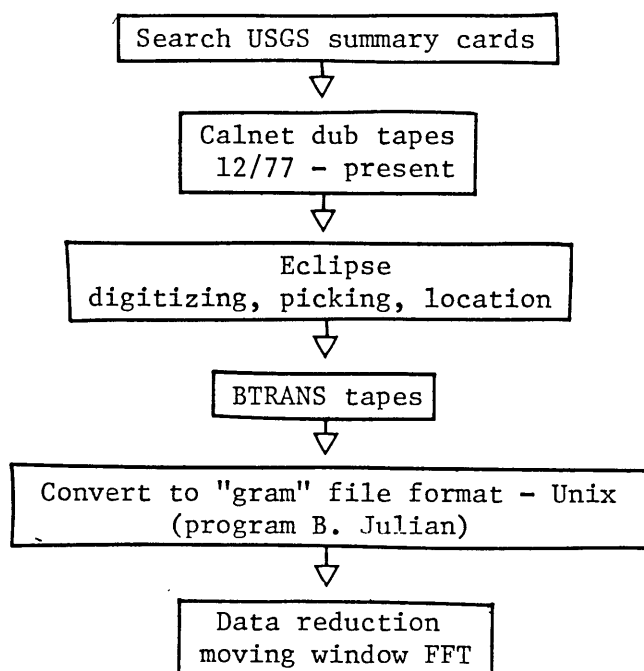 Search USGS summary cards
Calnet dub tapes
12/77 - present
Eclipse
digitizing, picking, location
BTRANS tapes
Convert to "gram" file format - Unix
(program B. Julian)
Data reduction
moving window FFT